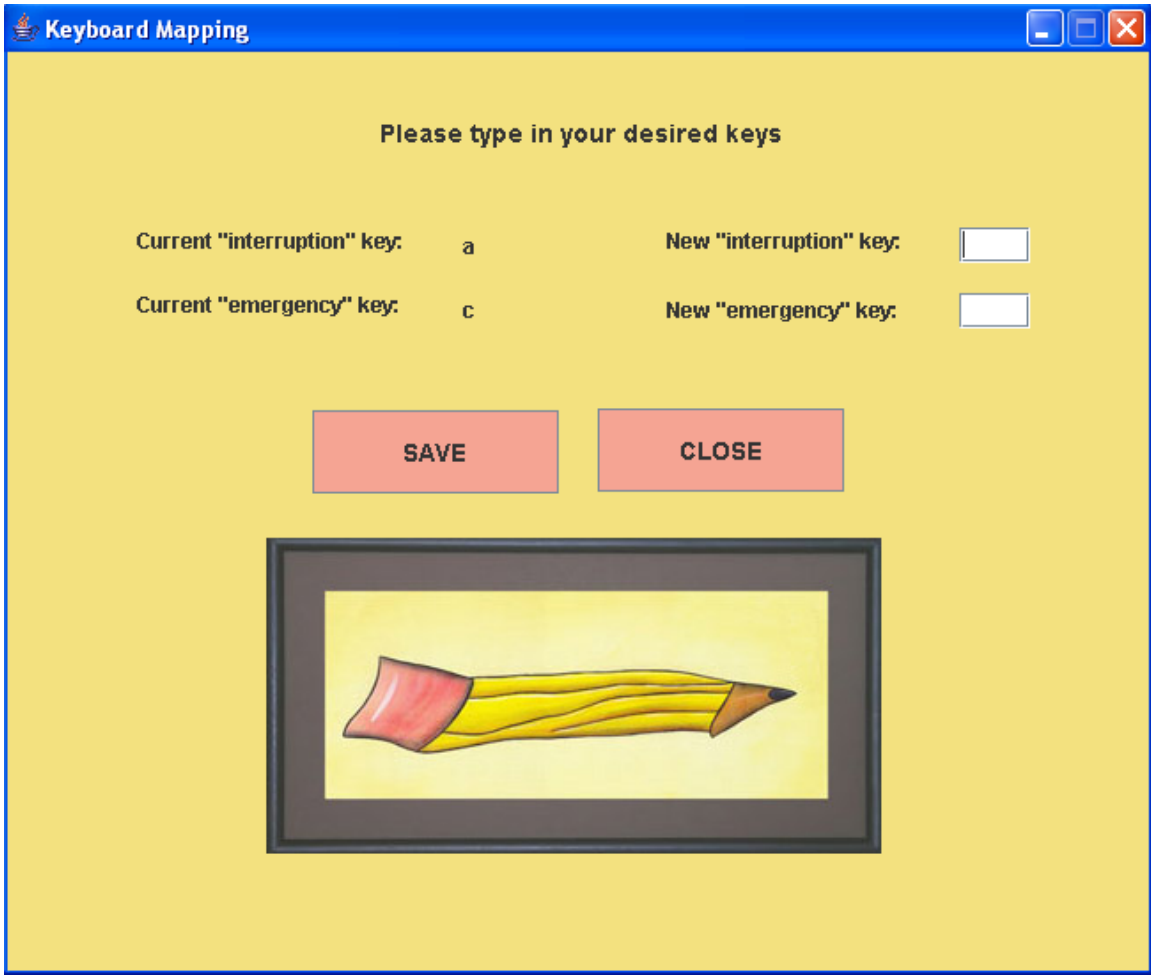 Keyboard Mapping
Please type in your desired keys
Current "interruption" key: a New "interruption" key:
Current "emergency" key: c New "emergency" key:
SAVE CLOSE